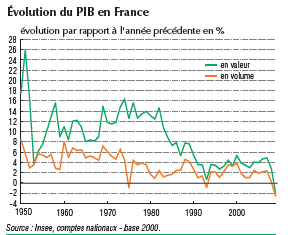 Évolution du PIB en France
évolution par rapport à l'année précédente en %
28
26
24
22
20
18
16
14
12
10
8
6
4
2
0
-2
-4
en valeur
en volume
1950 1960 1970 1980 1990 2000
Source : Insee, comptes nationaux - base 2000.